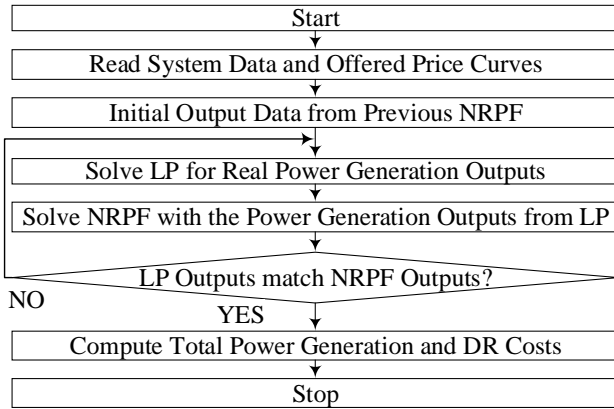 Start
Read System Data and Offered Price Curves
Initial Output Data from Previous NRPF
Solve LP for Real Power Generation Outputs
Solve NRPF with the Power Generation Outputs from LP
LP Outputs match NRPF Outputs?
NO
YES
Compute Total Power Generation and DR Costs
Stop